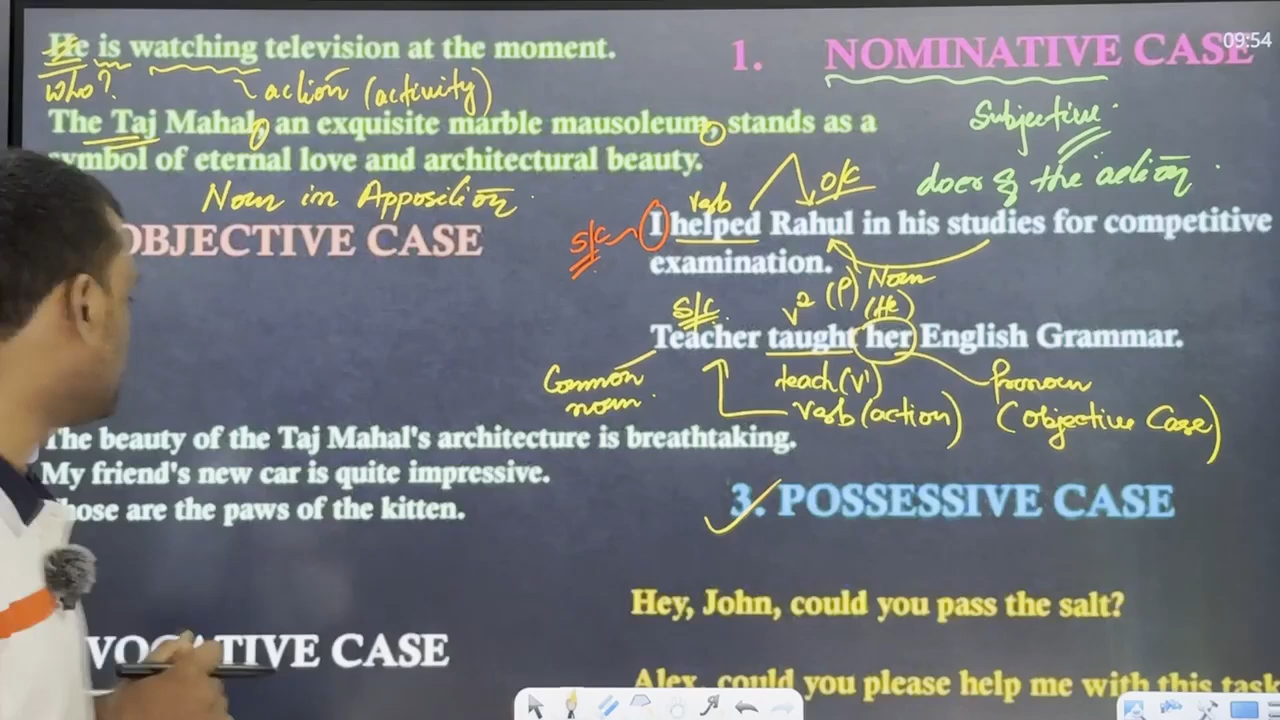 He is watching television at the moment.
who?
action (activity)
1. NOMINATIVE CASE
09:54
The Taj Mahal, an exquisite marble mausoleum, stands as a
symbol of eternal love and architectural beauty.
Noun in Apposition
Subjective
doer of the action
OBJECTIVE CASE
verb
O/C
S/C
I helped Rahul in his studies for competitive
examination.
(P) Noun
S/C
V2
(He)
Teacher taught her English Grammar.
Common
noun
teach (V1)
verb (action)
Pronoun
(Objective Case)
The beauty of the Taj Mahal's architecture is breathtaking.
My friend's new car is quite impressive.
Those are the paws of the kitten.
3. POSSESSIVE CASE
VOCATIVE CASE
Hey, John, could you pass the salt?
Alex, could you please help me with this task